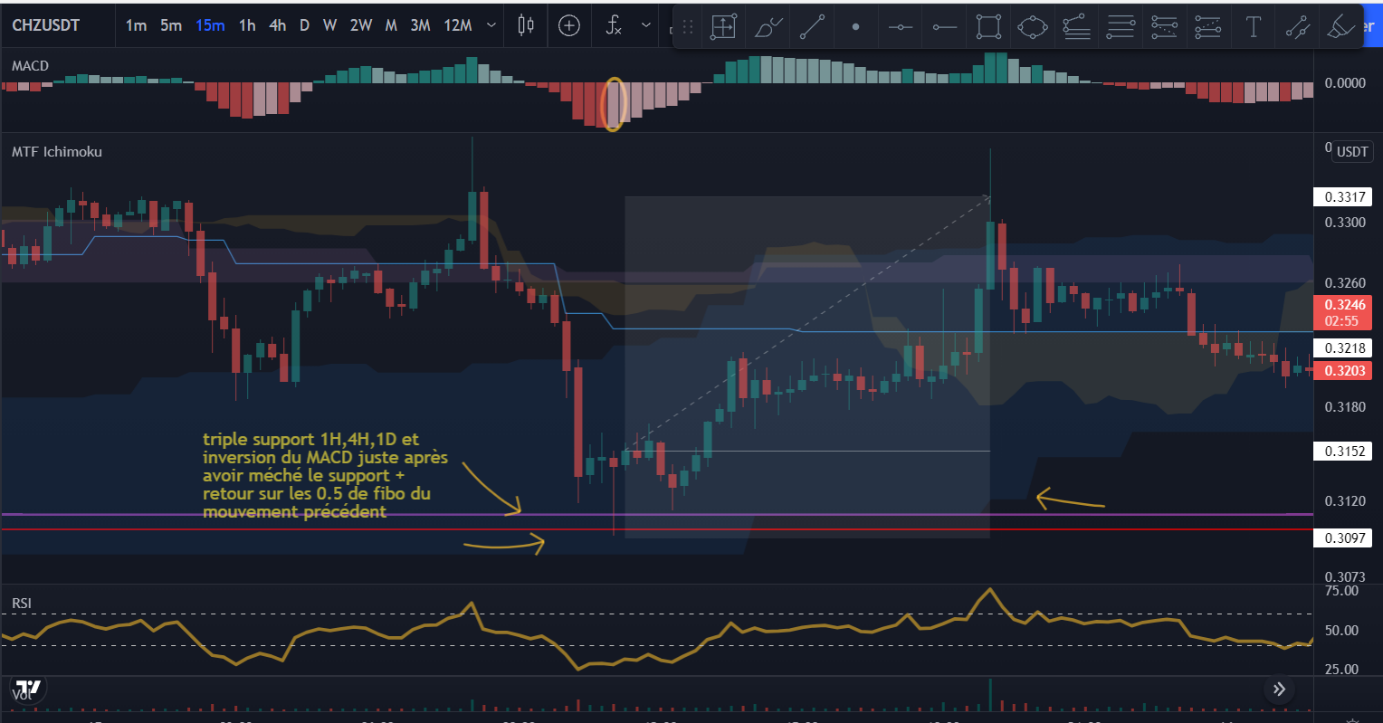 CHZUSDT 1m 5m 15m 1h 4h D W 2W M 3M 12M
MACD
0.0000
MTF Ichimoku
USDT
0.3317
0.3300
0.3260
0.3246
02:55
0.3218
0.3203
0.3180
triple support 1H,4H,1D et
inversion du MACD juste après
avoir méché le support +
retour sur les 0.5 de fibo du
mouvement précédent
0.3152
0.3120
0.3097
0.3073
RSI
75.00
50.00
25.00
Vol